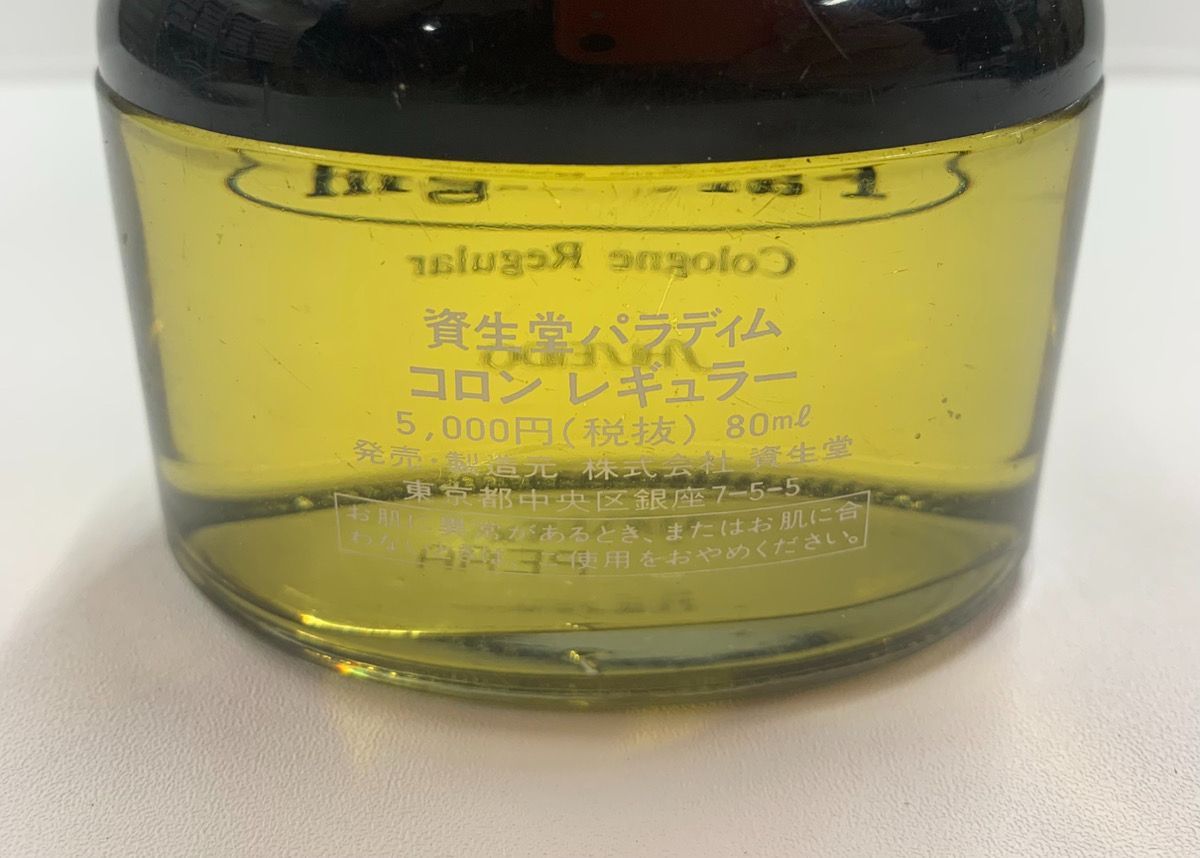 Cologne Regular
資生堂パラディム
SHISEIDO
コロン レギュラー
5,000円(税抜) 80ml
発売・製造元 株式会社 資生堂
東京都中央区銀座7-5-5
お肌に異常があるとき、またはお肌に合
わないときは、使用をおやめください。